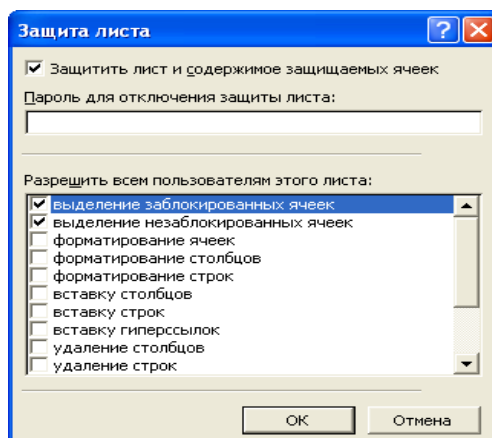 Защита листа
Защитить лист и содержимое защищаемых ячеек
Пароль для отключения защиты листа:
Разрешить всем пользователям этого листа:
выделение заблокированных ячеек
выделение незаблокированных ячеек
форматирование ячеек
форматирование столбцов
форматирование строк
вставку столбцов
вставку строк
вставку гиперссылок
удаление столбцов
удаление строк
ОК
Отмена